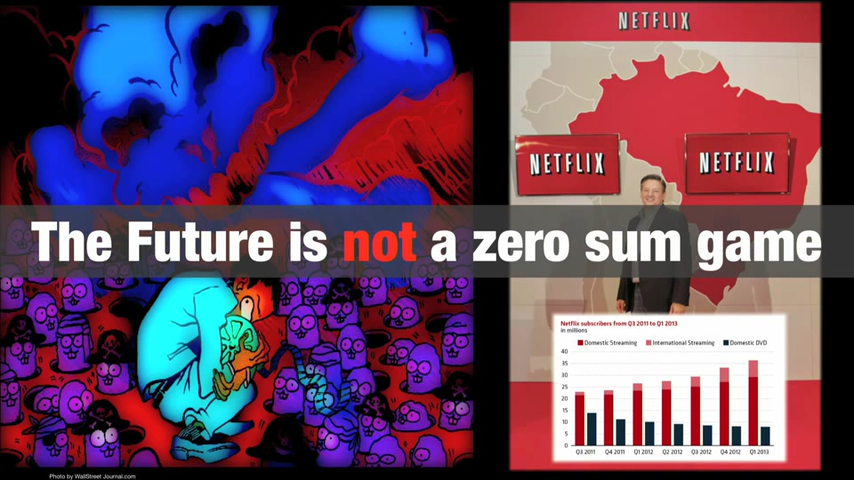 NETFLIX
NETFLIX
NETFLIX
The Future is not a zero sum game
Netflix subscribers from Q3 2011 to Q1 2013
in millions
Domestic Streaming
International Streaming
Domestic DVD
40
35
30
25
20
15
10
5
0
Q3 2011
Q4 2011
Q1 2012
Q2 2012
Q3 2012
Q4 2012
Q1 2013
Photo by WallStreet Journal.com